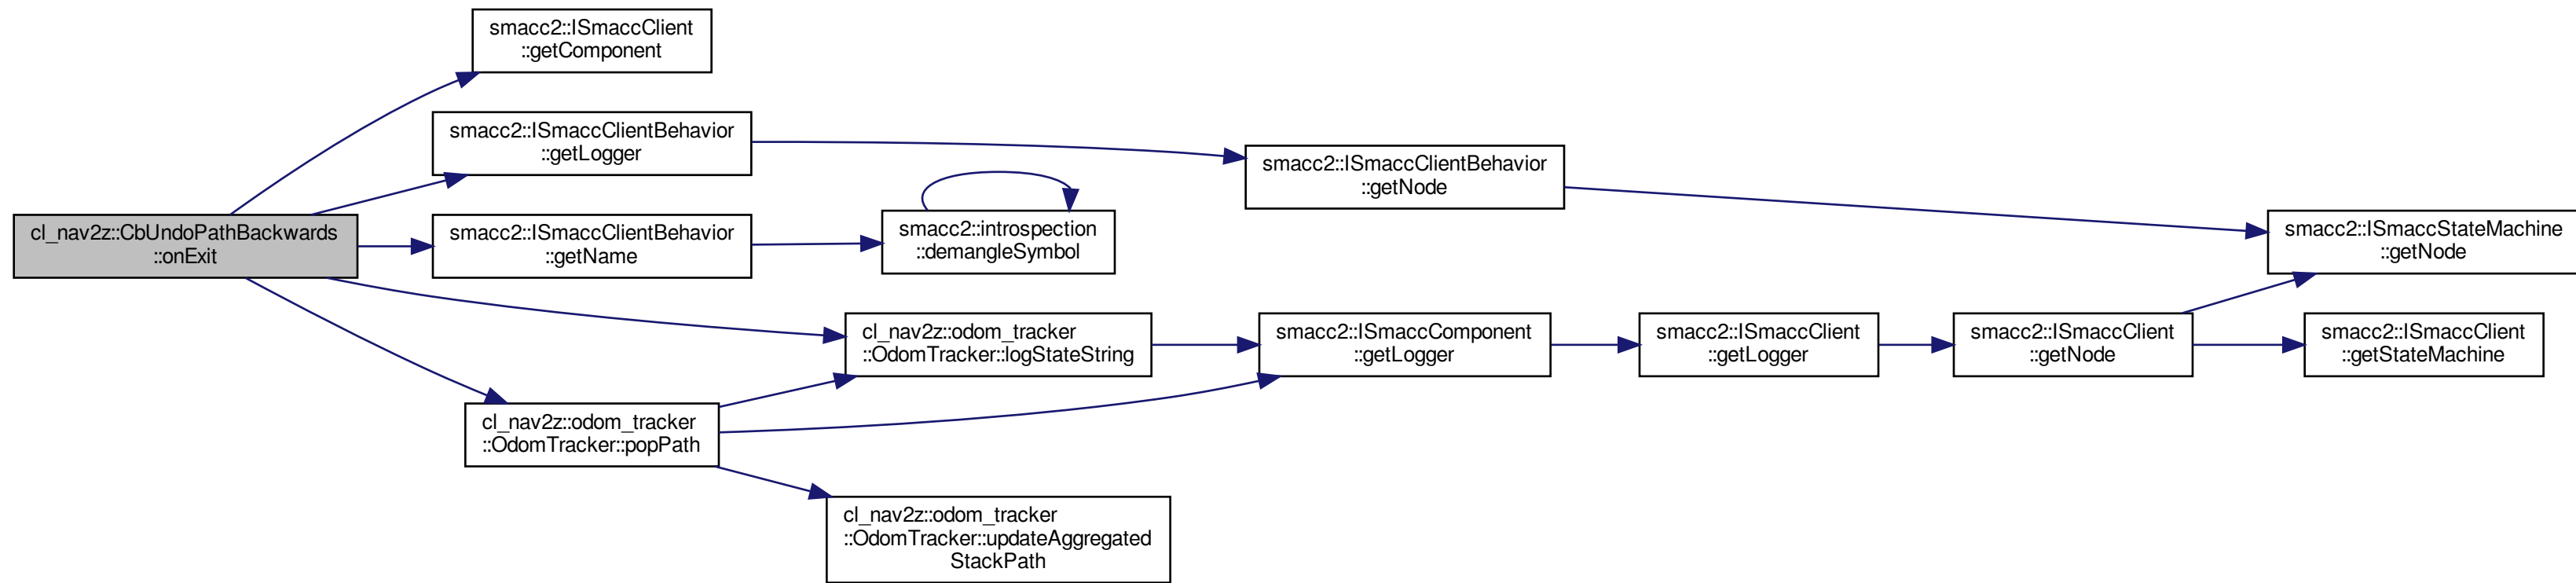 smacc2::ISmaccClient
::getComponent
smacc2::ISmaccClientBehavior
::getLogger
smacc2::ISmaccClientBehavior
::getNode
cl_nav2z::CbUndoPathBackwards
::onExit
smacc2::ISmaccClientBehavior
::getName
smacc2::introspection
::demangleSymbol
smacc2::ISmaccStateMachine
::getNode
cl_nav2z::odom_tracker
::OdomTracker::logStateString
smacc2::ISmaccComponent
::getLogger
smacc2::ISmaccClient
::getLogger
smacc2::ISmaccClient
::getNode
smacc2::ISmaccClient
::getStateMachine
cl_nav2z::odom_tracker
::OdomTracker::popPath
cl_nav2z::odom_tracker
::OdomTracker::updateAggregated
StackPath